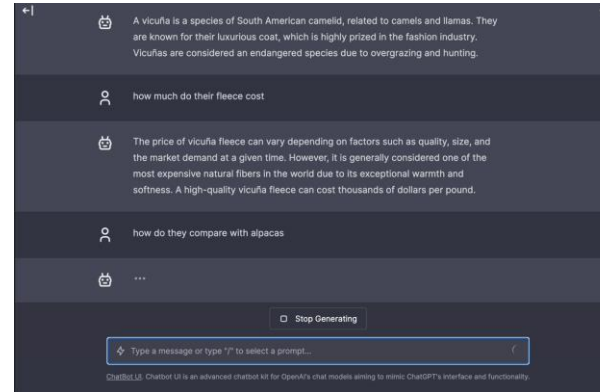 A vicuña is a species of South American camelid, related to camels and llamas. They
are known for their luxurious coat, which is highly prized in the fashion industry.
Vicuñas are considered an endangered species due to overgrazing and hunting.
how much do their fleece cost
The price of vicuña fleece can vary depending on factors such as quality, size, and
the market demand at a given time. However, it is generally considered one of the
most expensive natural fibers in the world due to its exceptional warmth and
softness. A high-quality vicuña fleece can cost thousands of dollars per pound.
how do they compare with alpacas
...
Stop Generating
Type a message or type "/" to select a prompt...
ChatBot UI. Chatbot UI is an advanced chatbot kit for OpenAI's chat models aiming to mimic ChatGPT's interface and functionality.